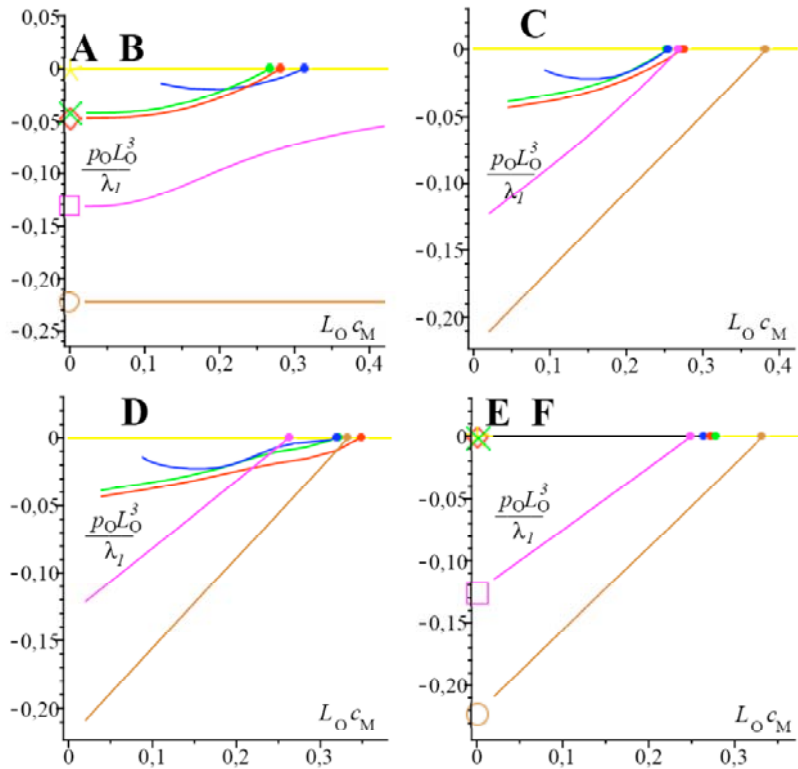 A B
0,05
0
-0,05
-0,10
-0,15
-0,20
-0,25
p_O L_O^3
λ_1
L_O c_M
0 0,1 0,2 0,3 0,4
C
0
-0,05
-0,10
-0,15
-0,20
p_O L_O^3
λ_1
L_O c_M
0 0,1 0,2 0,3 0,4
D
0
-0,05
-0,10
-0,15
-0,20
p_O L_O^3
λ_1
L_O c_M
0 0,1 0,2 0,3
E F
0
-0,05
-0,10
-0,15
-0,20
p_O L_O^3
λ_1
L_O c_M
0 0,1 0,2 0,3